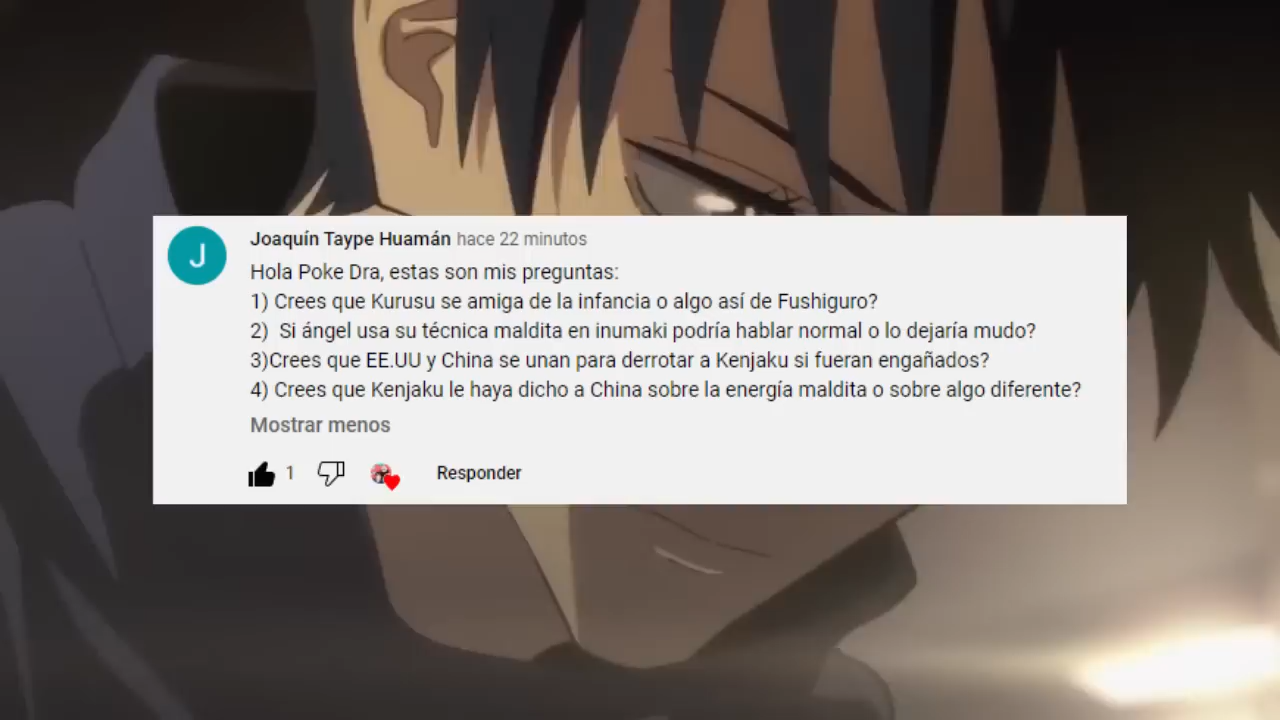 J
Joaquín Taype Huamán hace 22 minutos
Hola Poke Dra, estas son mis preguntas:
1) Crees que Kurusu se amiga de la infancia o algo así de Fushiguro?
2)  Si ángel usa su técnica maldita en inumaki podría hablar normal o lo dejaría mudo?
3)Crees que EE.UU y China se unan para derrotar a Kenjaku si fueran engañados?
4) Crees que Kenjaku le haya dicho a China sobre la energía maldita o sobre algo diferente?
Mostrar menos
1 Responder